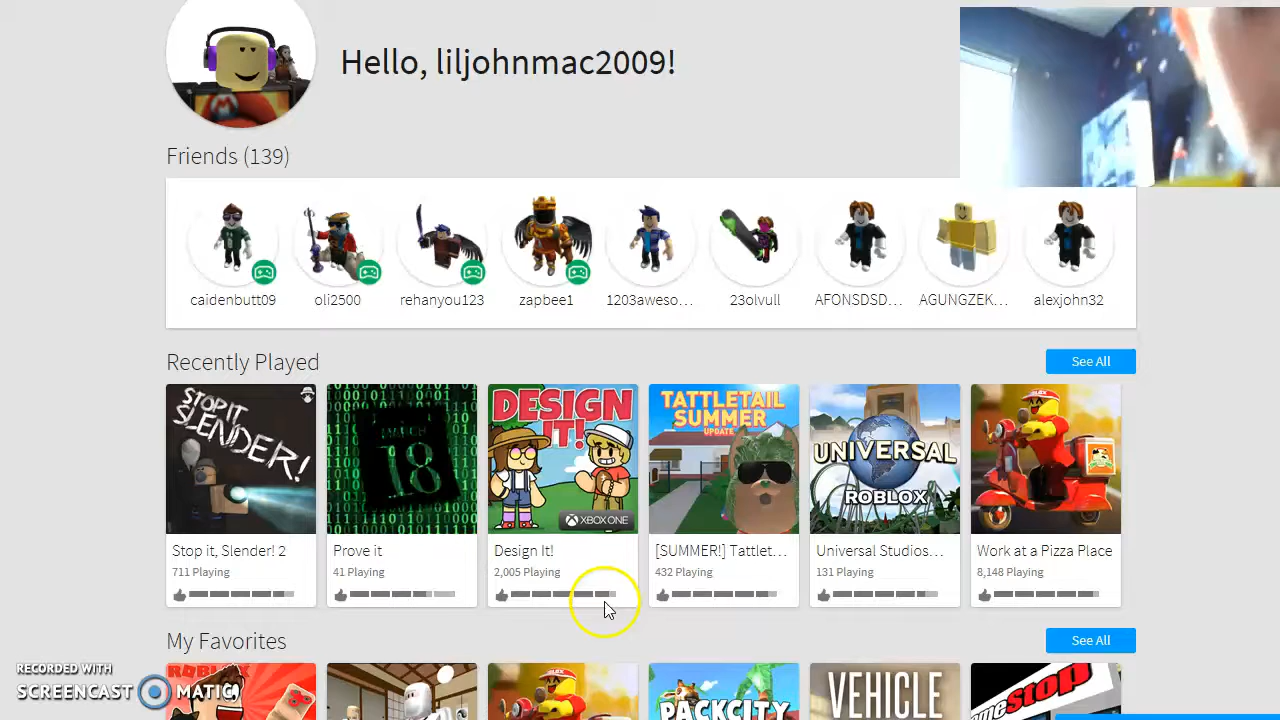 Hello, liljohnmac2009!
Friends (139)
caidenbutt09 oli2500 rehanyou123 zapbee1 1203aweso... 23olvull AFONSDSD... AGUNGZEK... alexjohn32
Recently Played
See All
STOP IT, SLENDER!
MARCH
18
DESIGN IT!
XBOX ONE
TATTLETAIL
SUMMER
UPDATE
UNIVERSAL
ROBLOX
Stop it, Slender! 2
711 Playing
Prove it
41 Playing
Design It!
2,005 Playing
[SUMMER!] Tattlet...
432 Playing
Universal Studios...
131 Playing
Work at a Pizza Place
8,148 Playing
My Favorites
See All
ROBLOX
PACKCITY
VEHICLE
meStop
RECORDED WITH
SCREENCAST MATIC